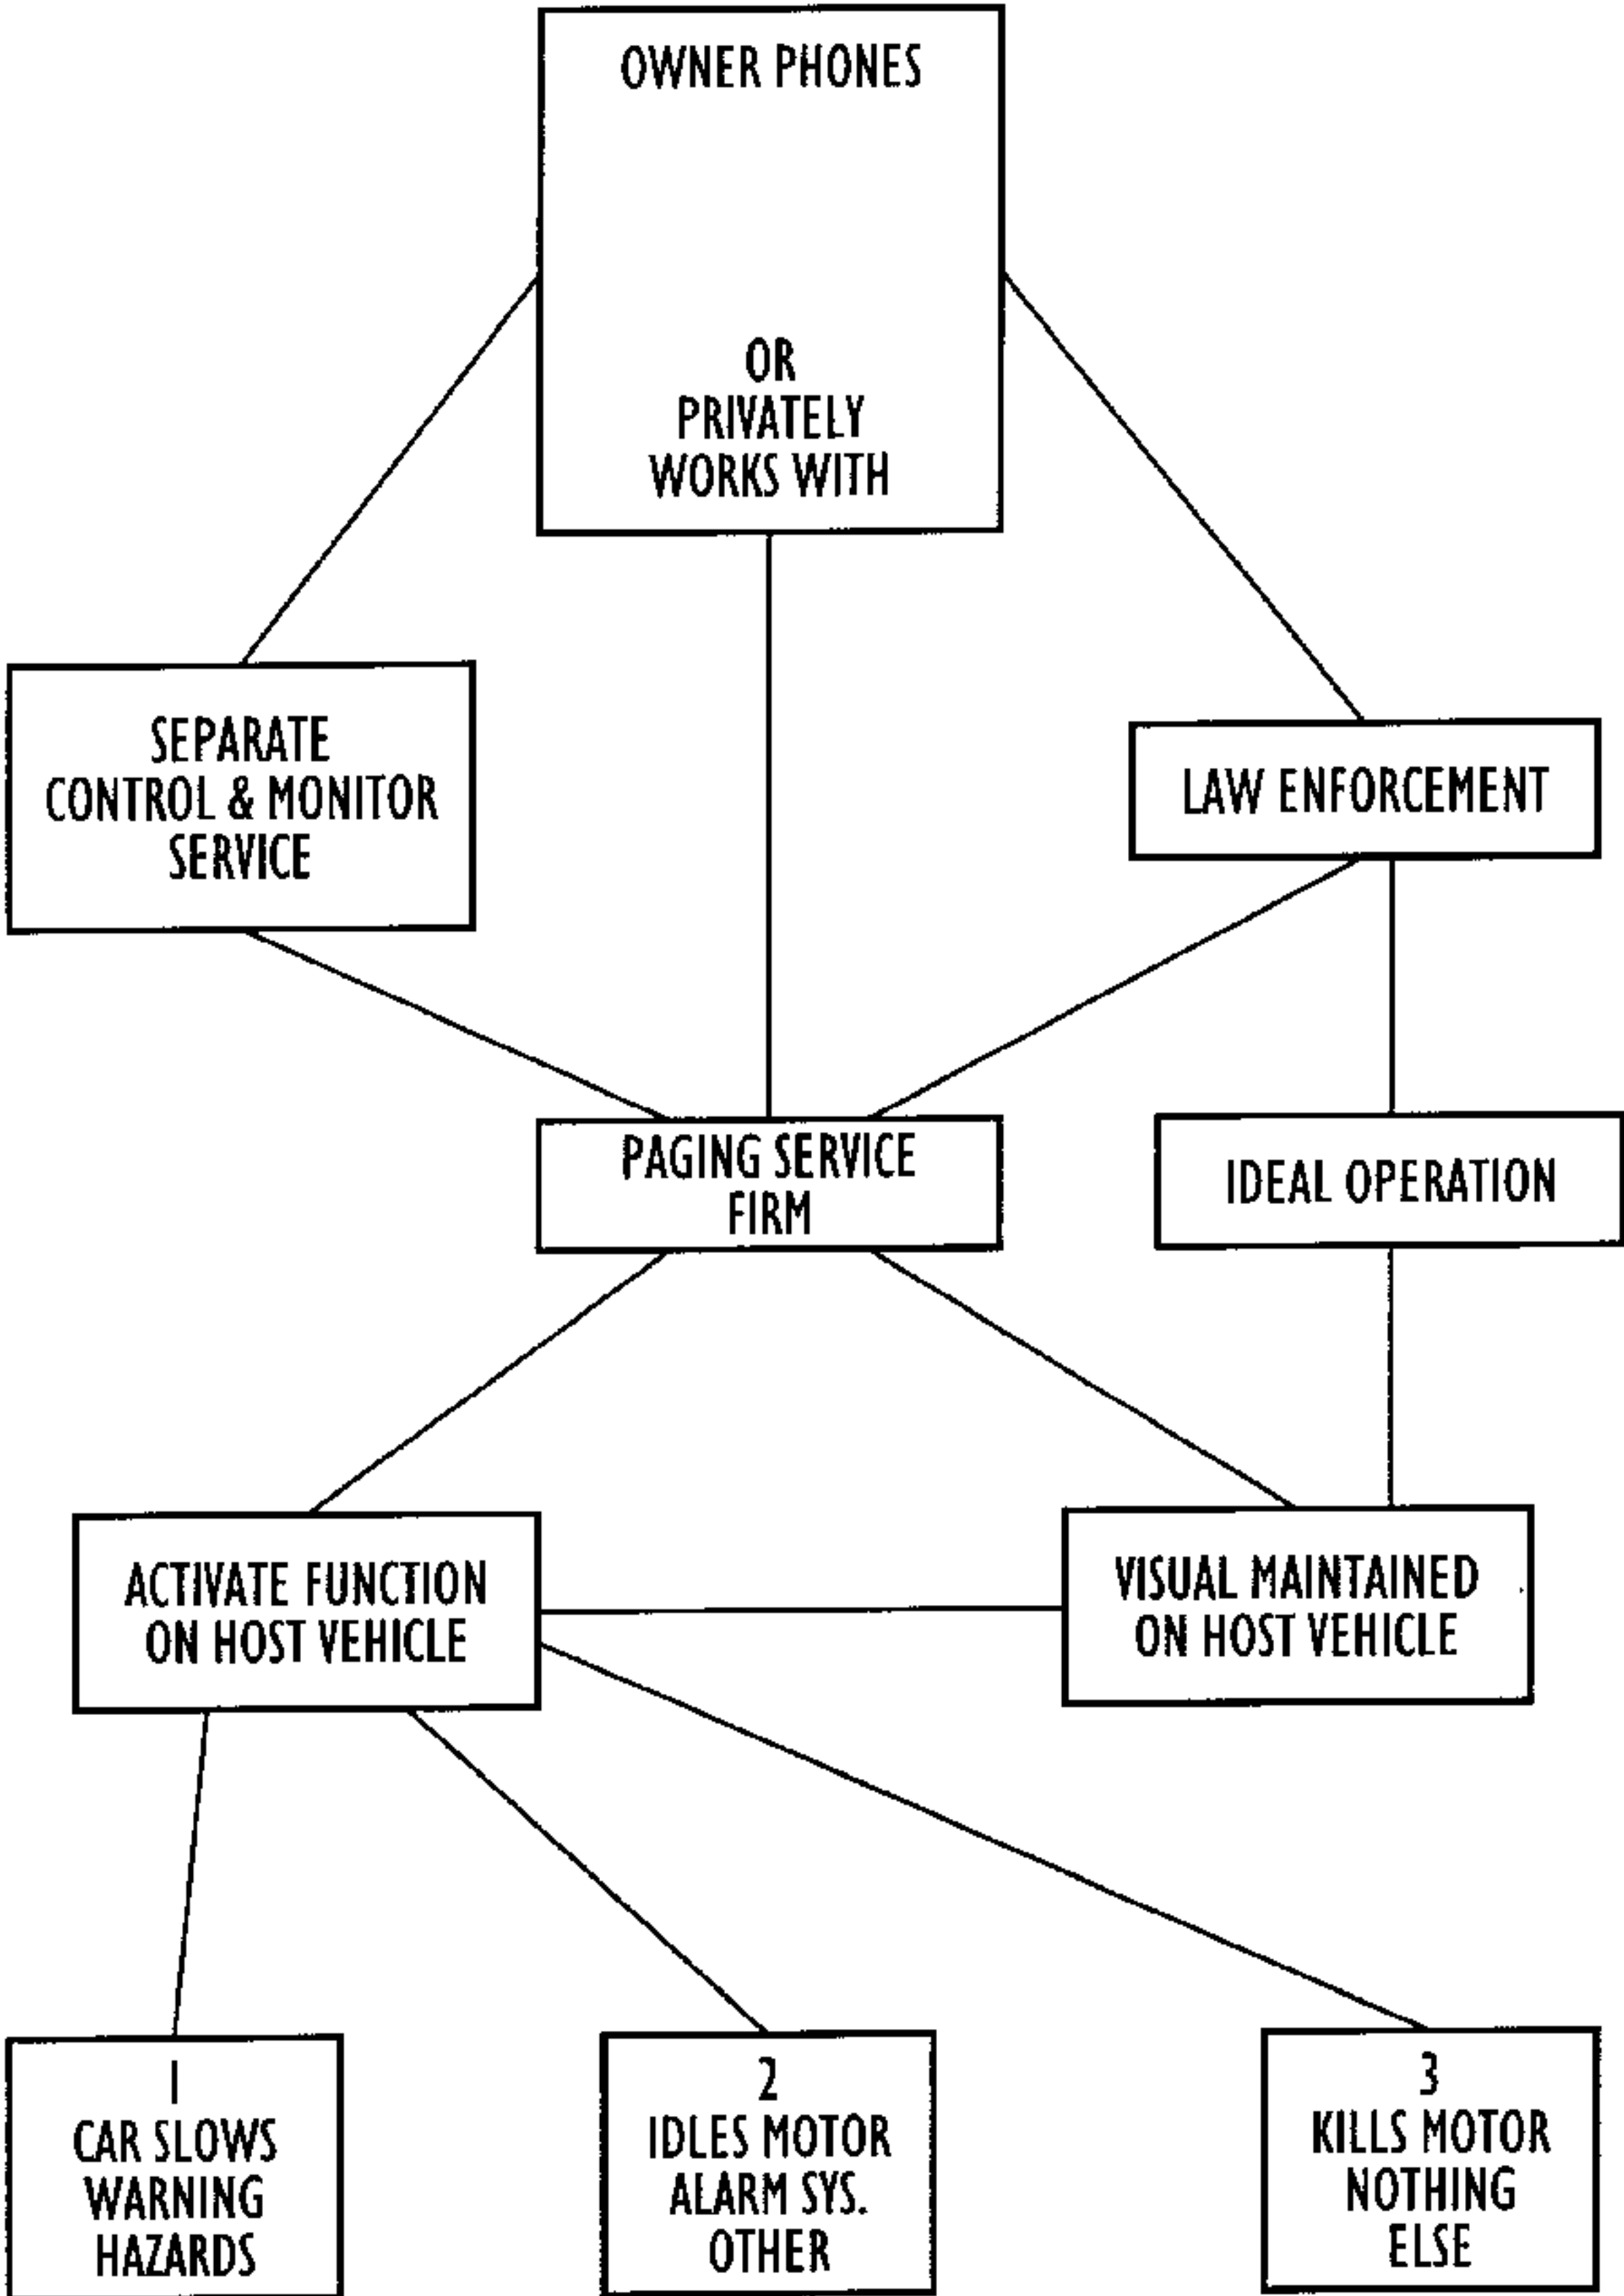 OWNER PHONES
OR
PRIVATELY
WORKS WITH
SEPARATE
CONTROL & MONITOR
SERVICE
LAW ENFORCEMENT
PAGING SERVICE
FIRM
IDEAL OPERATION
ACTIVATE FUNCTION
ON HOST VEHICLE
VISUAL MAINTAINED
ON HOST VEHICLE
1
CAR SLOWS
WARNING
HAZARDS
2
IDLES MOTOR
ALARM SYS.
OTHER
3
KILLS MOTOR
NOTHING
ELSE